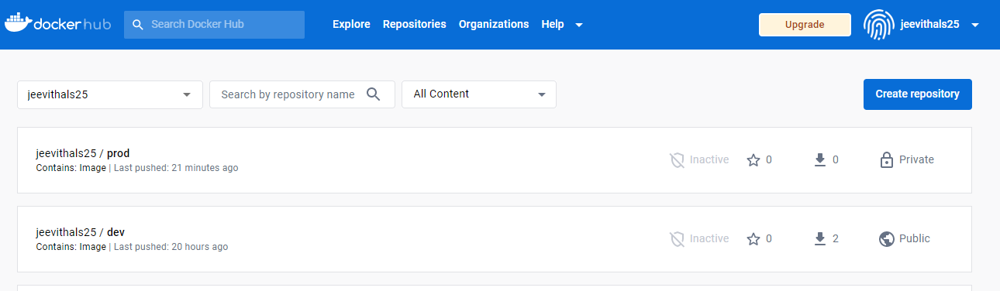 dockerhub Search Docker Hub Explore Repositories Organizations Help Upgrade jeevithals25
jeevithals25 Search by repository name All Content Create repository
jeevithals25 / prod
Contains: Image | Last pushed: 21 minutes ago
Inactive 0 0 Private
jeevithals25 / dev
Contains: Image | Last pushed: 20 hours ago
Inactive 0 2 Public